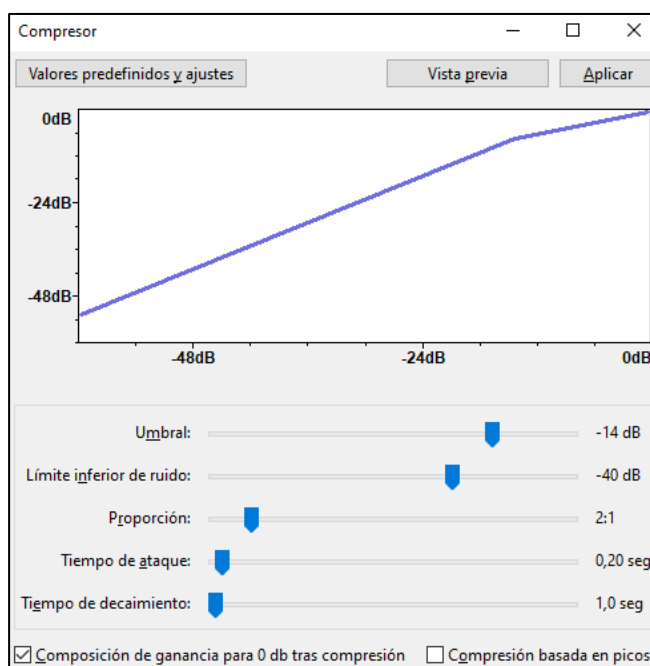 Compresor
Valores predefinidos y ajustes Vista previa Aplicar
0dB
-24dB
-48dB
-48dB -24dB 0dB
Umbral: -14 dB
Límite inferior de ruido: -40 dB
Proporción: 2:1
Tiempo de ataque: 0,20 seg
Tiempo de decaimiento: 1,0 seg
Composición de ganancia para 0 db tras compresión Compresión basada en picos